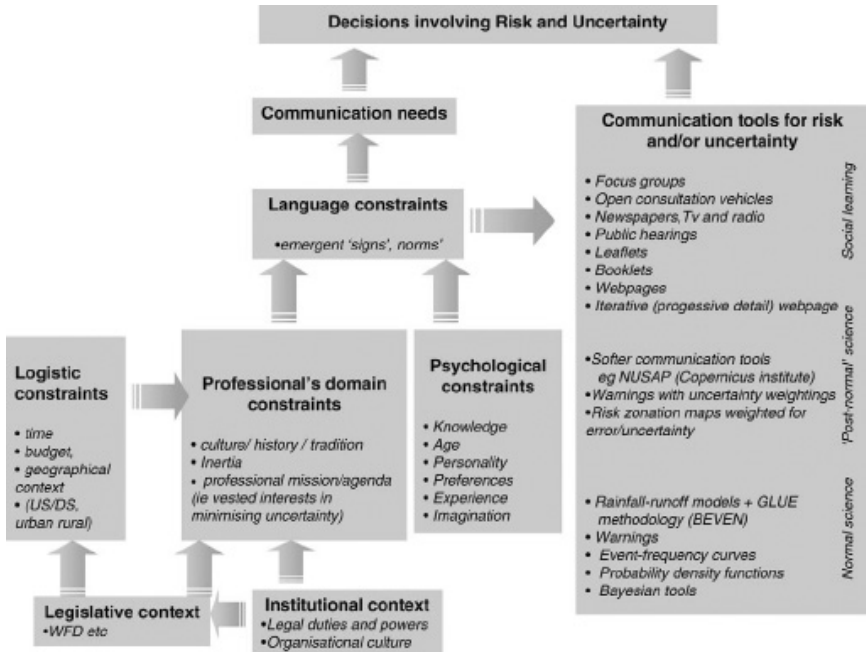 Decisions involving Risk and Uncertainty
Communication needs
Language constraints
•emergent 'signs', norms'
Communication tools for risk
and/or uncertainty
• Focus groups
• Open consultation vehicles
• Newspapers,Tv and radio
• Public hearings
• Leaflets
• Booklets
• Webpages
• Iterative (progessive detail) webpage
Social learning
•Softer communication tools
eg NUSAP (Copernicus institute)
•Warnings with uncertainty weightings
•Risk zonation maps weighted for
error/uncertainty
'Post-normal' science
• Rainfall-runoff models + GLUE
methodology (BEVEN)
• Warnings
• Event-frequency curves
• Probability density functions
• Bayesian tools
Normal science
Logistic
constraints
• time
• budget,
• geographical
context
• (US/DS,
urban rural)
Professional's domain
constraints
• culture/ history / tradition
• Inertia
• professional mission/agenda
(ie vested interests in
minimising uncertainty)
Psychological
constraints
• Knowledge
• Age
• Personality
• Preferences
• Experience
• Imagination
Legislative context
•WFD etc
Institutional context
•Legal duties and powers
•Organisational culture